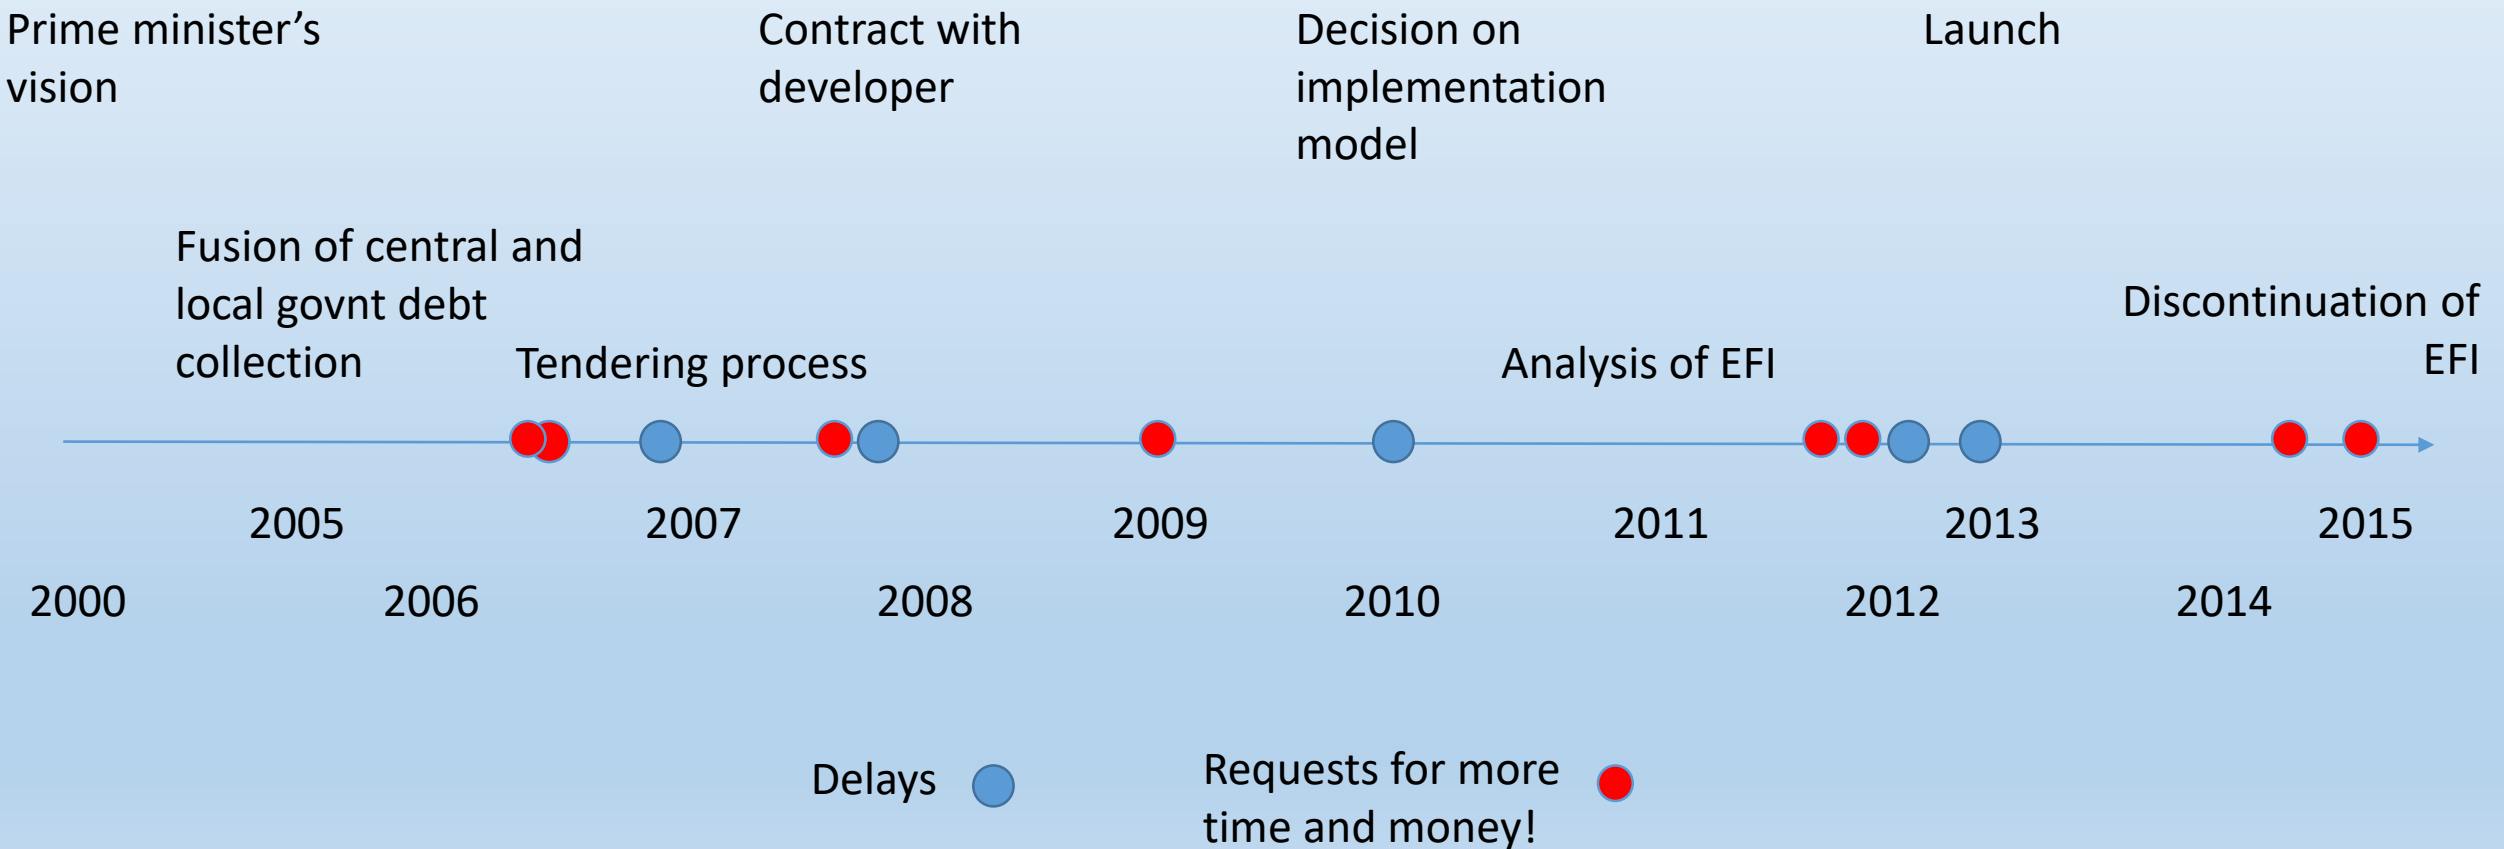 Prime minister’s
vision
Contract with
developer
Decision on
implementation
model
Launch
Fusion of central and
local govnt debt
collection
Tendering process
Analysis of EFI
Discontinuation of
EFI
2005
2007
2009
2011
2013
2015
2000
2006
2008
2010
2012
2014
Delays
Requests for more
time and money!